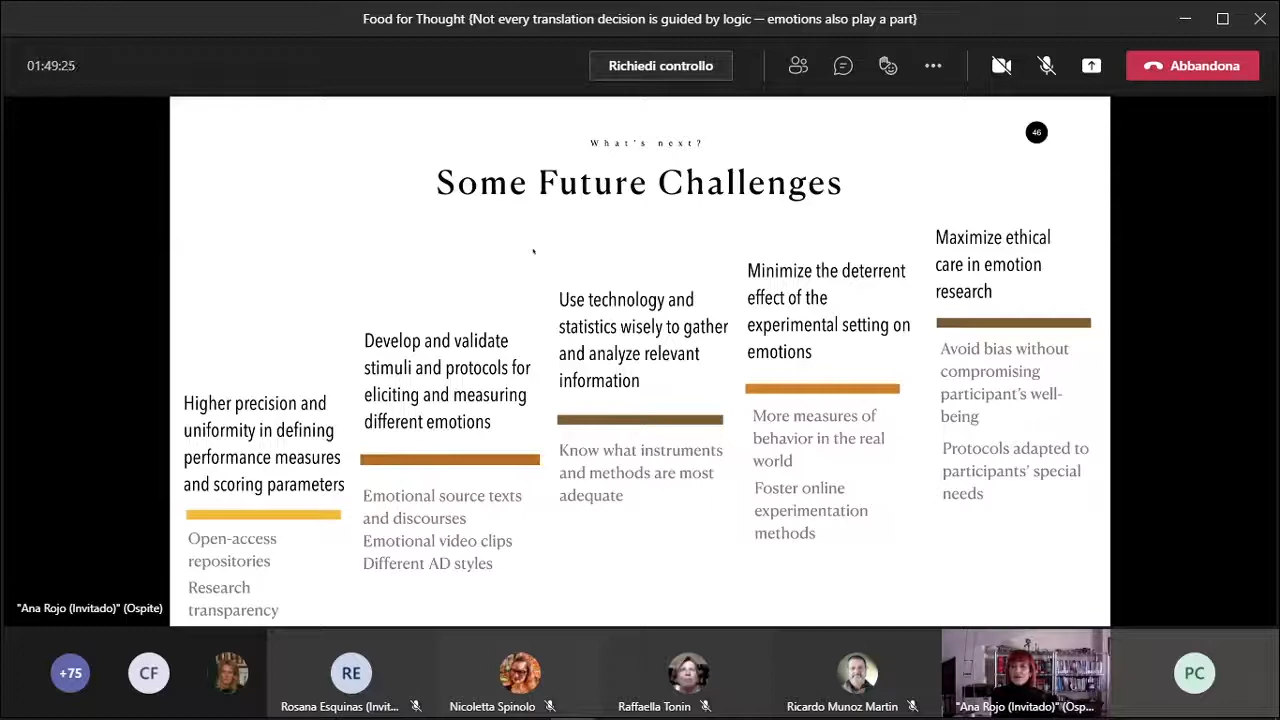 Food for Thought {Not every translation decision is guided by logic — emotions also play a part}
01:49:25
Richiedi controllo
Abbandona
46
What's next?
Some Future Challenges
Higher precision and
uniformity in defining
performance measures
and scoring parameters
Open-access
repositories
Research
transparency
Develop and validate
stimuli and protocols for
eliciting and measuring
different emotions
Emotional source texts
and discourses
Emotional video clips
Different AD styles
Use technology and
statistics wisely to gather
and analyze relevant
information
Know what instruments
and methods are most
adequate
Minimize the deterrent
effect of the
experimental setting on
emotions
More measures of
behavior in the real
world
Foster online
experimentation
methods
Maximize ethical
care in emotion
research
Avoid bias without
compromising
participant's well-
being
Protocols adapted to
participants' special
needs
"Ana Rojo (Invitado)" (Ospite)
+75
CF
RE
PC
Rosana Esquinas (Invit...
Nicoletta Spinolo
Raffaella Tonin
Ricardo Munoz Martin
"Ana Rojo (Invitado)" (Osp...